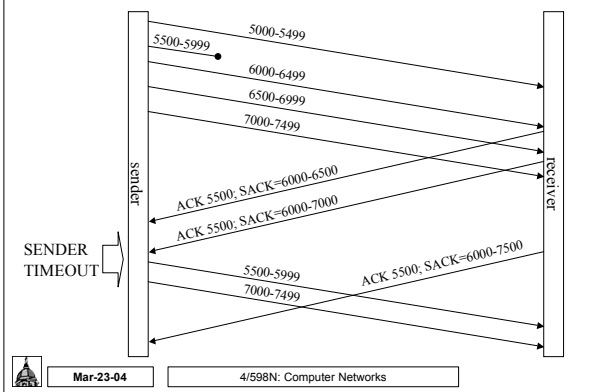 5000-5499
5500-5999
6000-6499
6500-6999
7000-7499
sender
receiver
ACK 5500; SACK=6000-6500
ACK 5500; SACK=6000-7000
SENDER
TIMEOUT
ACK 5500; SACK=6000-7500
5500-5999
7000-7499
Mar-23-04
4/598N: Computer Networks